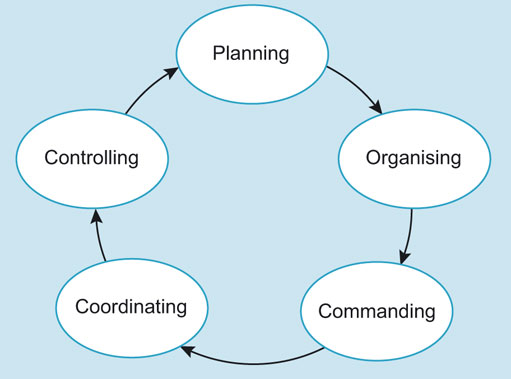 Planning
Organising
Commanding
Coordinating
Controlling